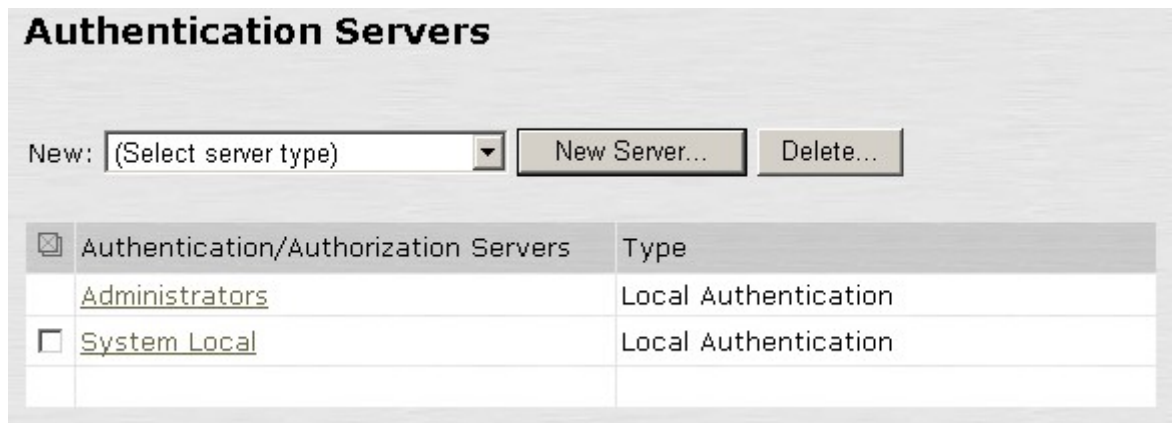 Authentication Servers
New: (Select server type) New Server... Delete...
Authentication/Authorization Servers Type
Administrators Local Authentication
System Local Local Authentication